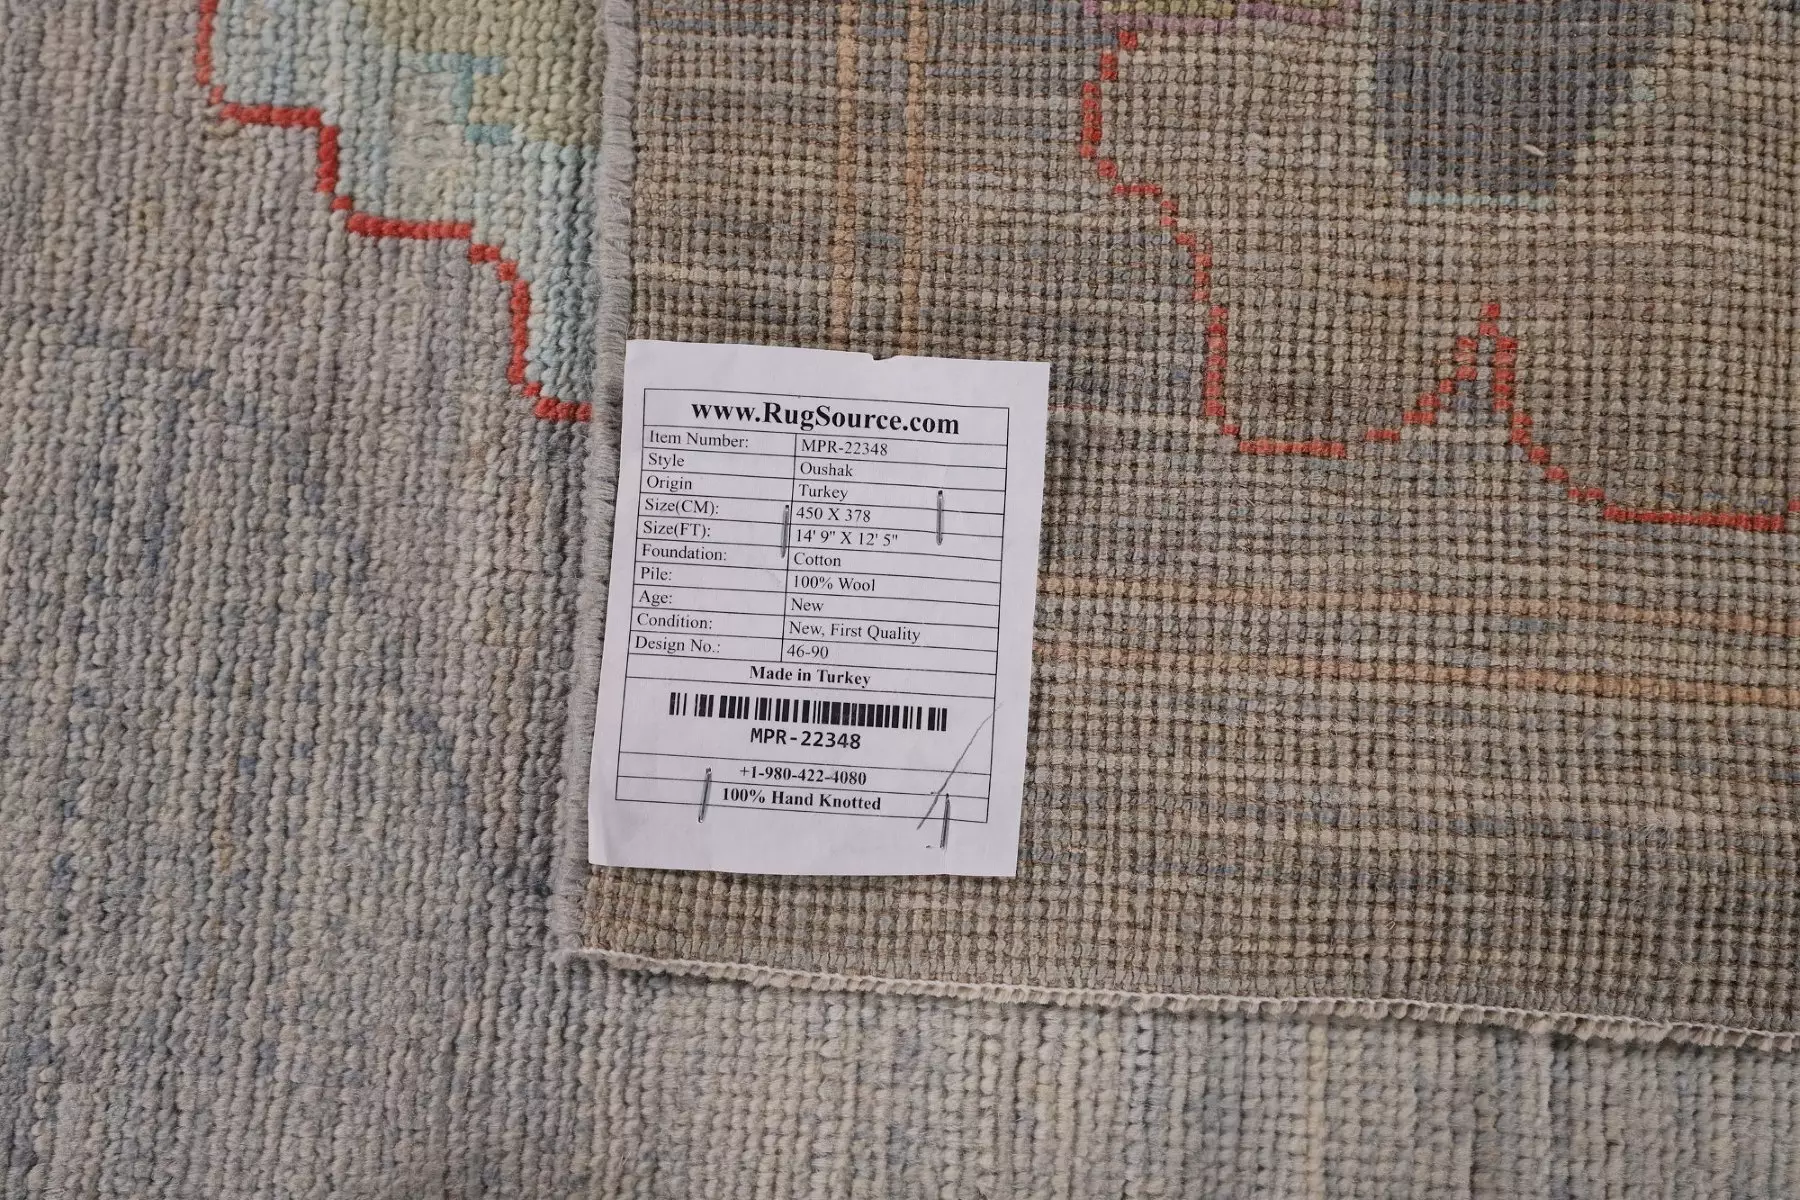 www.RugSource.com
Item Number: MPR-22348
Style Oushak
Origin Turkey
Size(CM): 450 X 378
Size(FT): 14' 9" X 12' 5"
Foundation: Cotton
Pile: 100% Wool
Age: New
Condition: New, First Quality
Design No.: 46-90
Made in Turkey
MPR-22348
+1-980-422-4080
100% Hand Knotted